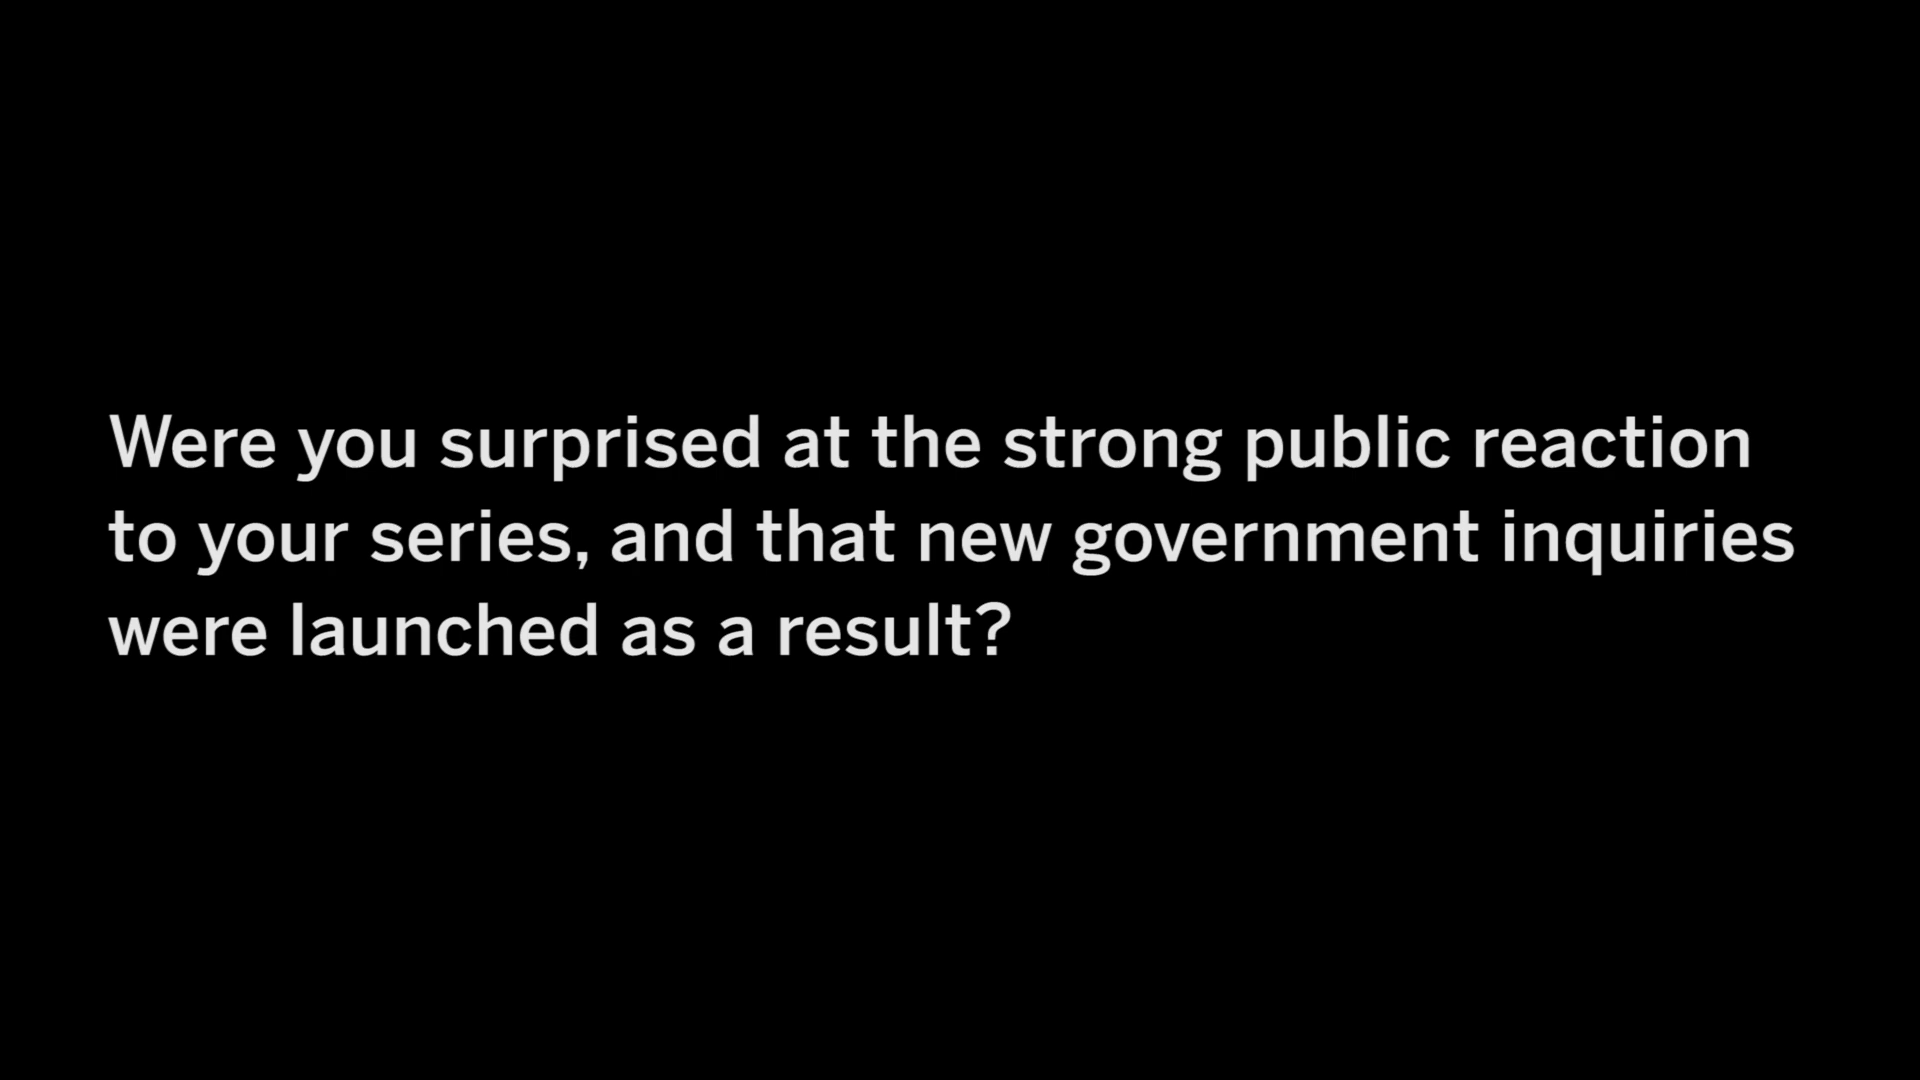 Were you surprised at the strong public reaction
to your series, and that new government inquiries
were launched as a result?